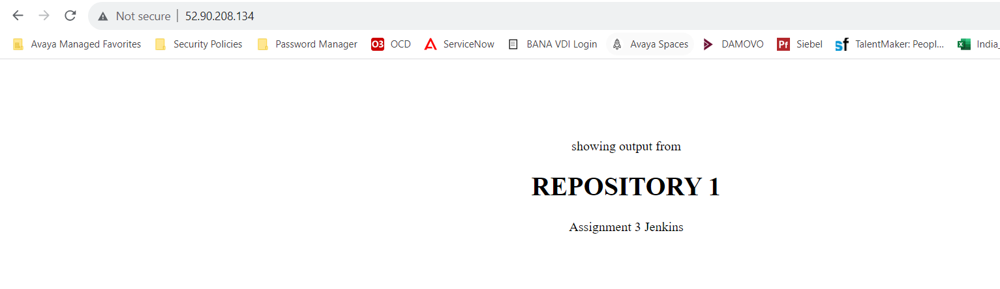 Not secure | 52.90.208.134
Avaya Managed Favorites Security Policies Password Manager O3 OCD ServiceNow BANA VDI Login Avaya Spaces DAMOVO Pf Siebel sf TalentMaker: Peopl... India_
showing output from
REPOSITORY 1
Assignment 3 Jenkins